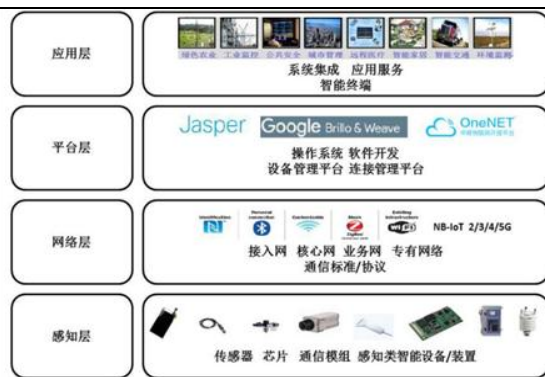 应用层
绿色农业 工业监控 公共安全 城市管理 远程医疗 智能家居 智能交通 环境监测
系统集成 应用服务
智能终端
平台层
Jasper Google Brillo & Weave OneNET
操作系统 软件开发
设备管理平台 连接管理平台
网络层
NB-IoT 2/3/4/5G
接入网 核心网 业务网 专有网络
通信标准/协议
感知层
传感器 芯片 通信模组 感知类智能设备/装置